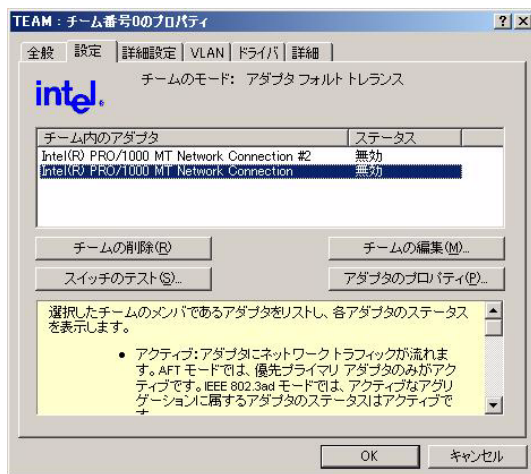 TEAM : チーム番号0のプロパティ
全般 設定 詳細設定 VLAN ドライバ 詳細
intel®
チームのモード: アダプタ フォルト トレランス
チーム内のアダプタ ステータス
Intel(R) PRO/1000 MT Network Connection #2 無効
Intel(R) PRO/1000 MT Network Connection 無効
チームの削除(R) チームの編集(M)...
スイッチのテスト(S)... アダプタのプロパティ(P)...
選択したチームのメンバであるアダプタをリストし、各アダプタのステータス
を表示します。
• アクティブ: アダプタにネットワークトラフィックが流れま
す。AFT モードでは、優先プライマリ アダプタのみがアク
ティブです。IEEE 802.3ad モードでは、アクティブなアグリ
ゲーションに属するアダプタのステータスはアクティブで
OK キャンセル